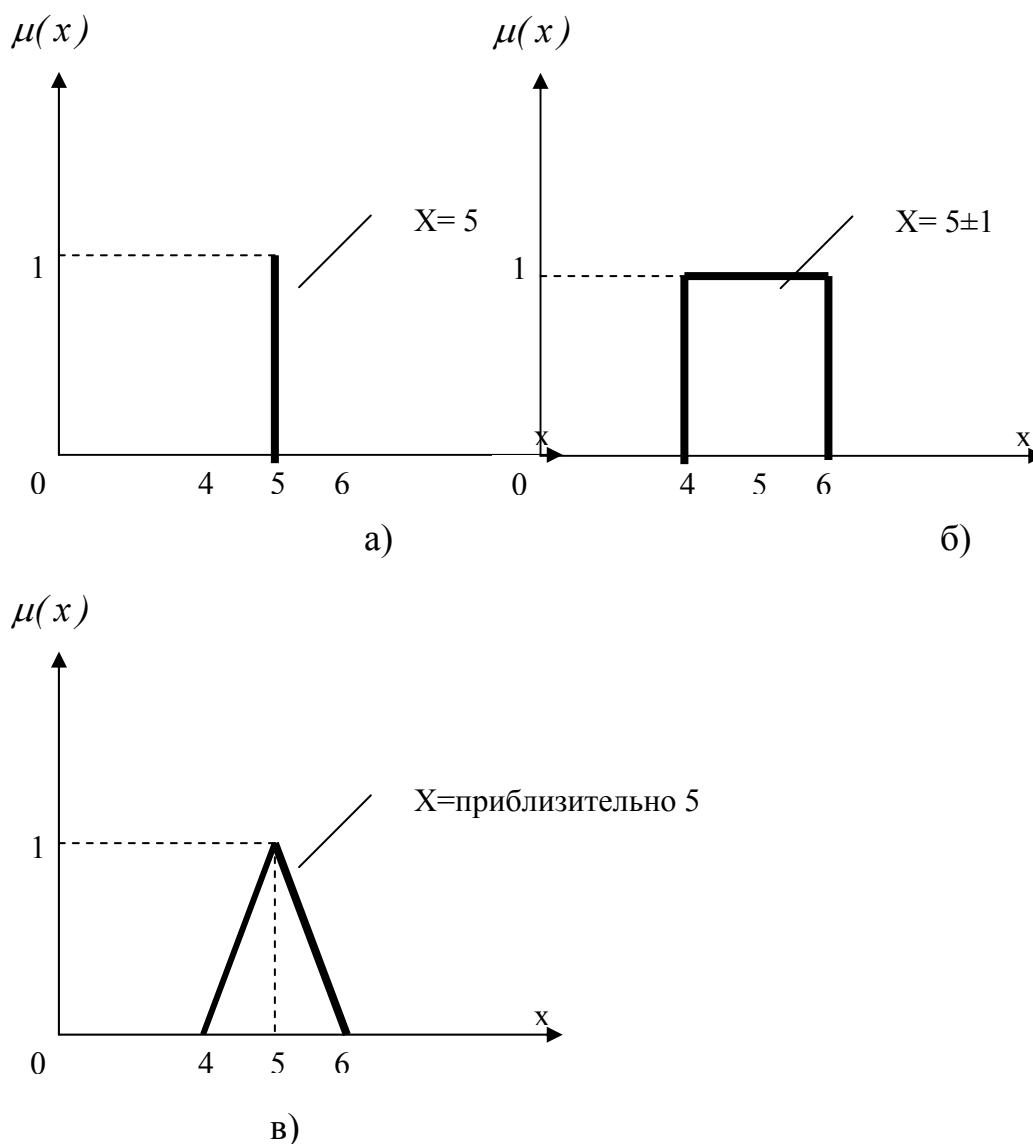 μ(x) μ(x)
X= 5 X= 5±1
1 1
x x
0 4 5 6 0 4 5 6
а) б)
μ(x)
X=приблизительно 5
1
x
0 4 5 6
в)